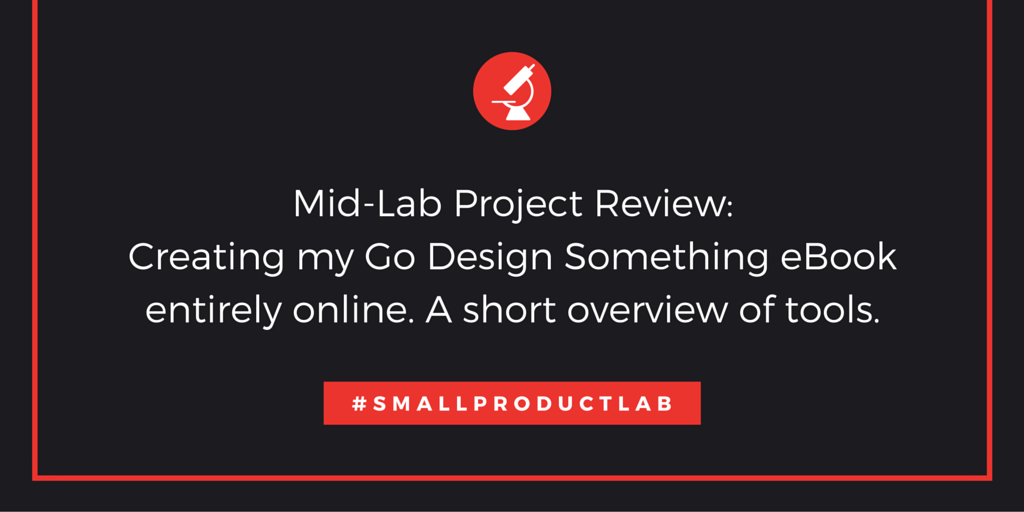 Mid-Lab Project Review:
Creating my Go Design Something eBook
entirely online. A short overview of tools.
#SMALLPRODUCTLAB